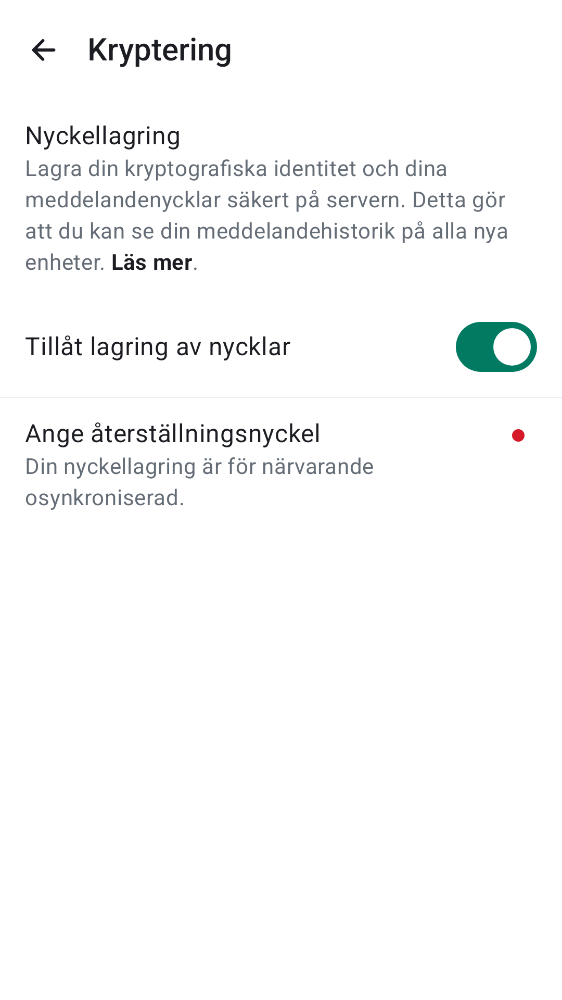 Kryptering
Nyckellagring
Lagra din kryptografiska identitet och dina
meddelandenycklar säkert på servern. Detta gör
att du kan se din meddelandehistorik på alla nya
enheter. Läs mer.
Tillåt lagring av nycklar
Ange återställningsnyckel
Din nyckellagring är för närvarande
osynkroniserad.